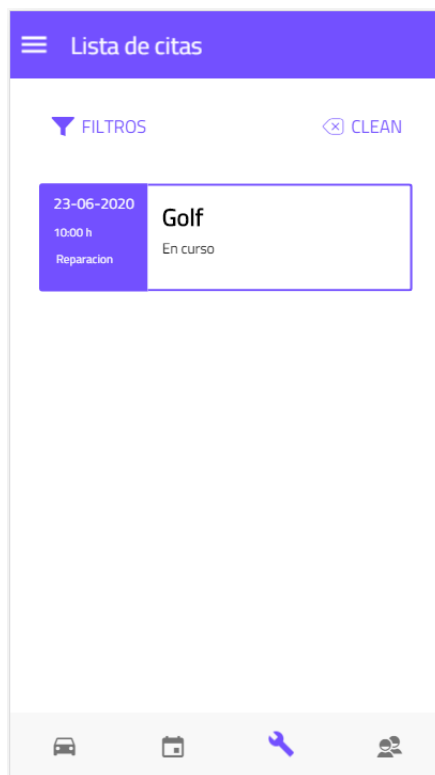 Lista de citas
FILTROS
CLEAN
23-06-2020
10:00 h
Reparacion
Golf
En curso